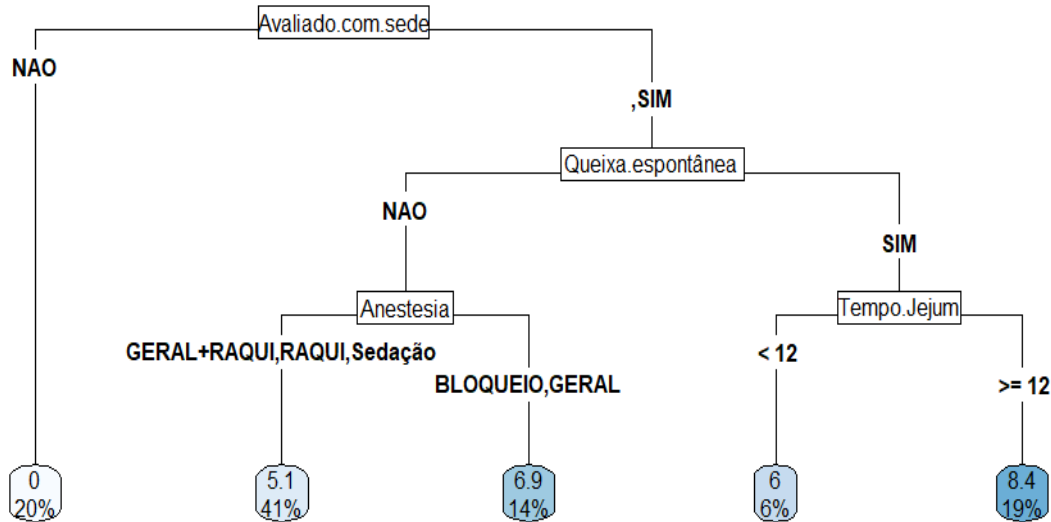 Avaliado.com.sede
NAO
,SIM
Queixa.espontânea
NAO
SIM
Anestesia
Tempo.Jejum
GERAL+RAQUI,RAQUI,Sedação
< 12
BLOQUEIO,GERAL
>= 12
0
20%
5.1
41%
6.9
14%
6
6%
8.4
19%